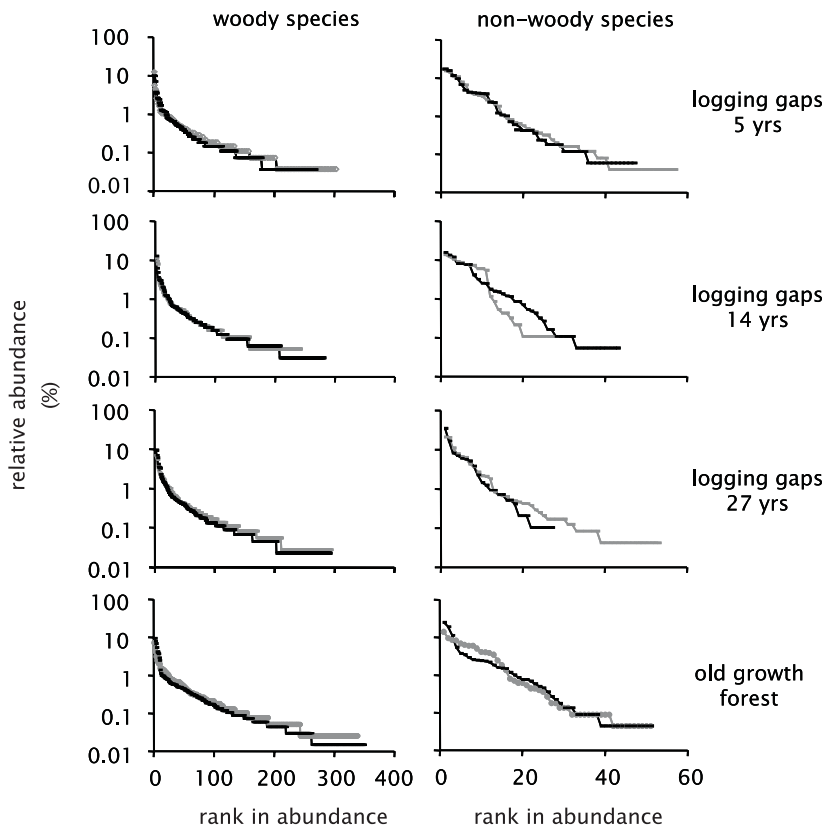 woody species
non-woody species
100
10
1
0.1
0.01
logging gaps
5 yrs
100
10
1
0.1
0.01
logging gaps
14 yrs
relative abundance
(%)
100
10
1
0.1
0.01
logging gaps
27 yrs
100
10
1
0.1
0.01
old growth
forest
0 100 200 300 400
0 20 40 60
rank in abundance
rank in abundance